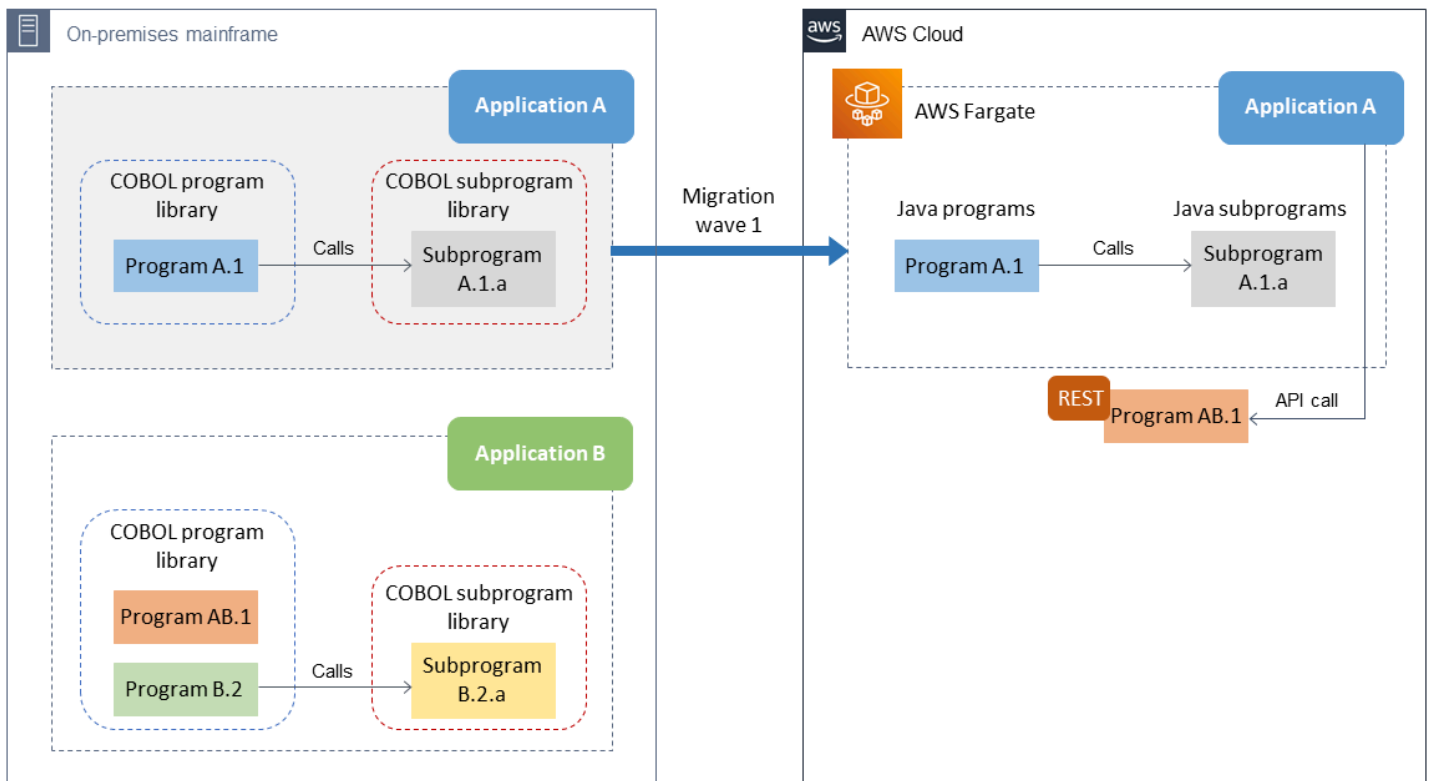 On-premises mainframe
Application A
COBOL program
library
Program A.1
Calls
COBOL subprogram
library
Subprogram
A.1.a
Application B
COBOL program
library
Program AB.1
Program B.2
Calls
COBOL subprogram
library
Subprogram
B.2.a
Migration
wave 1
aws
AWS Cloud
AWS Fargate
Application A
Java programs
Program A.1
Calls
Java subprograms
Subprogram
A.1.a
REST
Program AB.1
API call